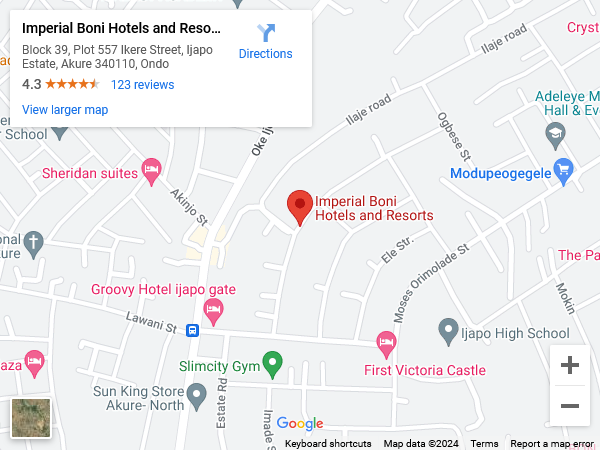 Imperial Boni Hotels and Reso...
Block 39, Plot 557 Ikere Street, Ijapo
Estate, Akure 340110, Ondo
4.3
123 reviews
View larger map
Directions
Ilaje road
Cryst
Ilaje road
Oke Ij
Ogbese St
Adeleye M
Hall & Eve
er School
Sheridan suites
Akinjo St
Modupeogegele
Imperial Boni
Hotels and Resorts
onal
ure
Ele Str.
Moses Orimolade St
The Pa
Groovy Hotel ijapo gate
Mokin
Lawani St
Ijapo High School
aza
Slimcity Gym
First Victoria Castle
Sun King Store
Akure- North
Estate Rd
Imade S
Google
Keyboard shortcuts
Map data ©2024
Terms
Report a map error